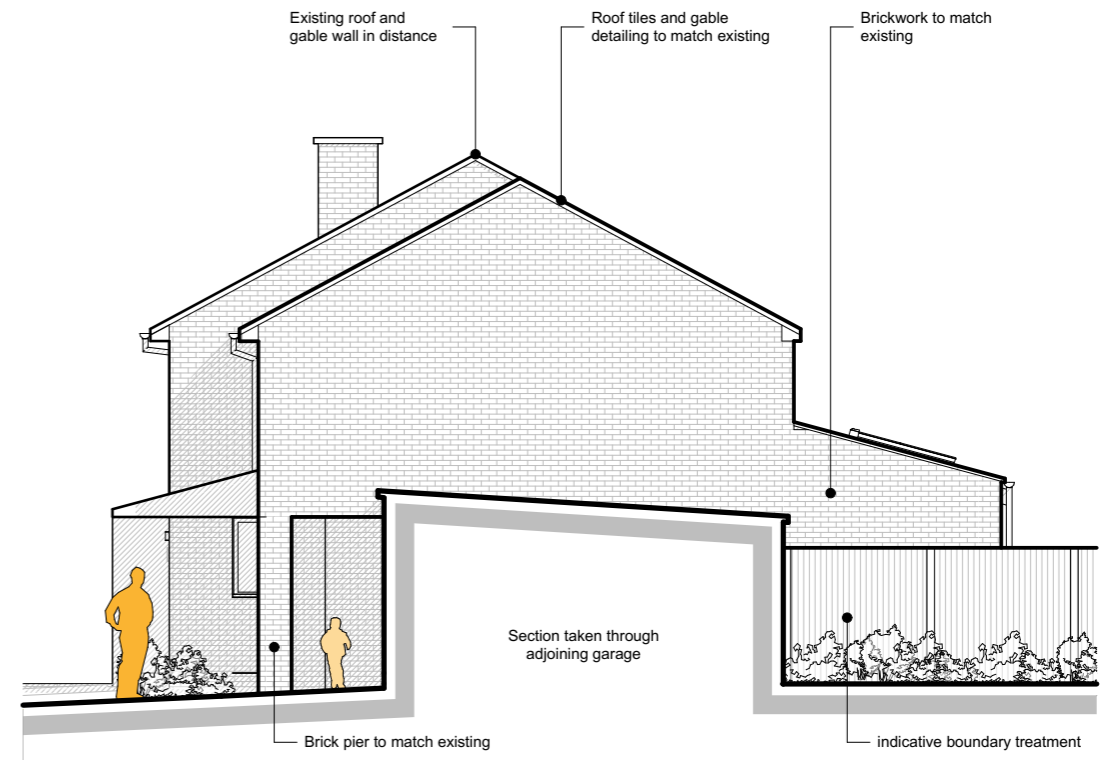 Existing roof and
gable wall in distance
Roof tiles and gable
detailing to match existing
Brickwork to match
existing
Section taken through
adjoining garage
Brick pier to match existing
indicative boundary treatment